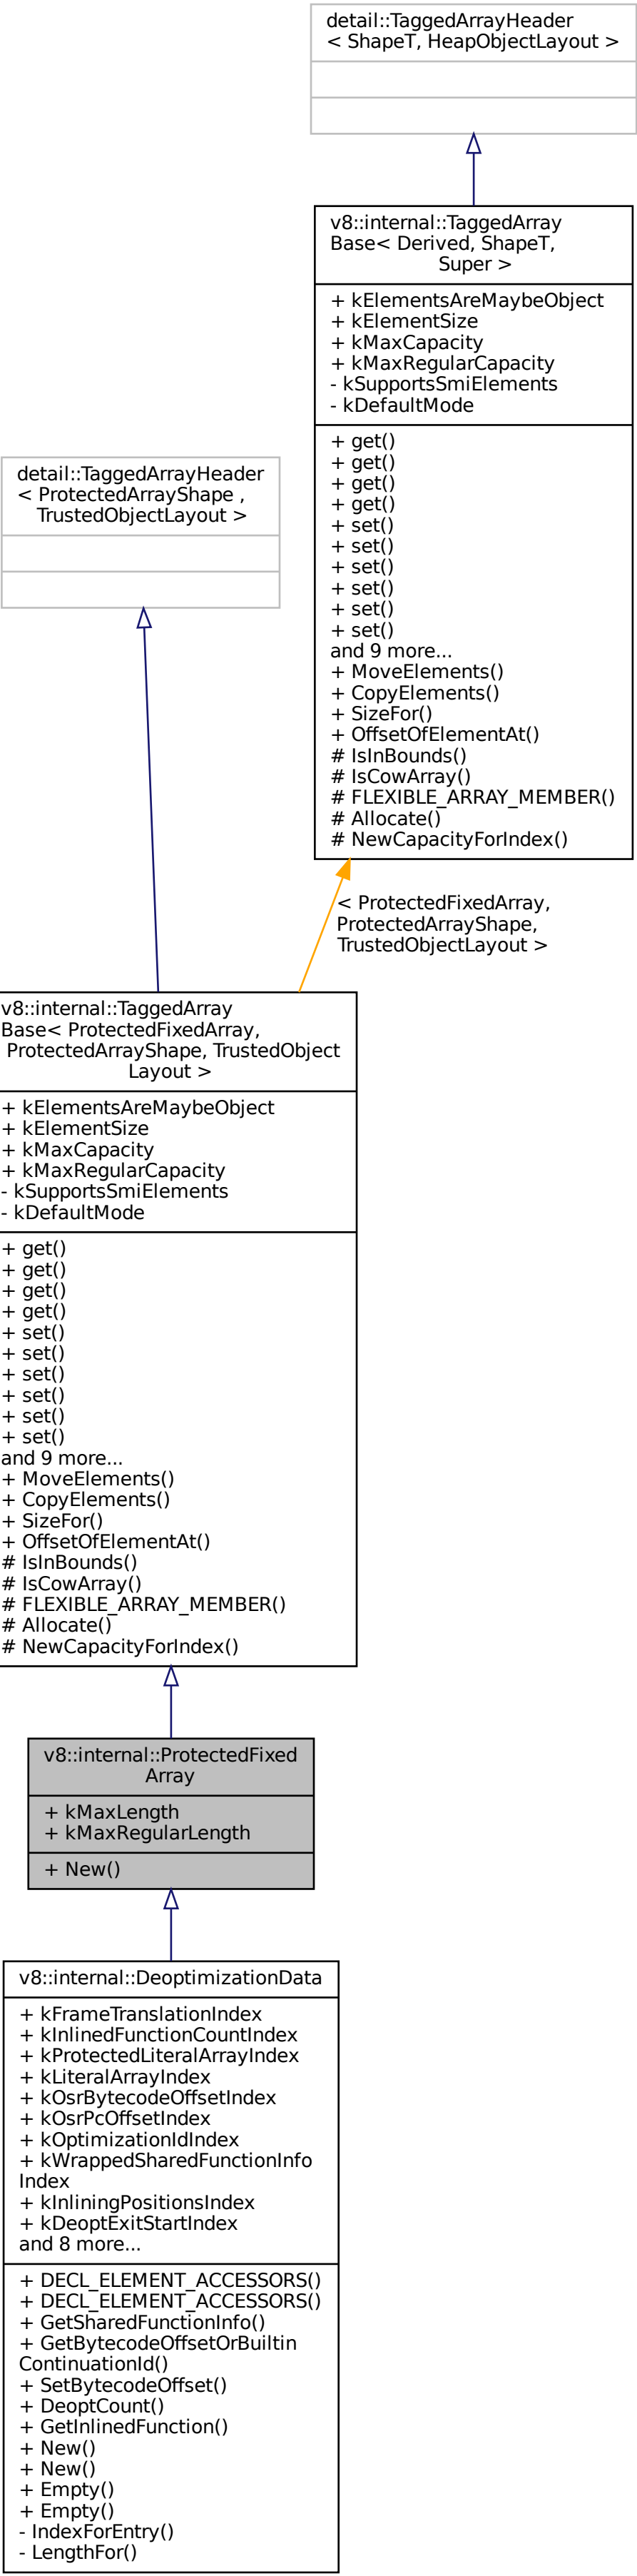 detail::TaggedArrayHeader
< ShapeT, HeapObjectLayout >
v8::internal::TaggedArray
Base< Derived, ShapeT,
Super >
+ kElementsAreMaybeObject
+ kElementSize
+ kMaxCapacity
+ kMaxRegularCapacity
- kSupportsSmiElements
- kDefaultMode
+ get()
+ get()
+ get()
+ get()
+ set()
+ set()
+ set()
+ set()
+ set()
+ set()
and 9 more...
+ MoveElements()
+ CopyElements()
+ SizeFor()
+ OffsetOfElementAt()
# IsInBounds()
# IsCowArray()
# FLEXIBLE_ARRAY_MEMBER()
# Allocate()
# NewCapacityForIndex()
detail::TaggedArrayHeader
< ProtectedArrayShape ,
TrustedObjectLayout >
< ProtectedFixedArray,
ProtectedArrayShape,
TrustedObjectLayout >
v8::internal::TaggedArray
Base< ProtectedFixedArray,
ProtectedArrayShape, TrustedObject
Layout >
+ kElementsAreMaybeObject
+ kElementSize
+ kMaxCapacity
+ kMaxRegularCapacity
- kSupportsSmiElements
- kDefaultMode
+ get()
+ get()
+ get()
+ get()
+ set()
+ set()
+ set()
+ set()
+ set()
+ set()
and 9 more...
+ MoveElements()
+ CopyElements()
+ SizeFor()
+ OffsetOfElementAt()
# IsInBounds()
# IsCowArray()
# FLEXIBLE_ARRAY_MEMBER()
# Allocate()
# NewCapacityForIndex()
v8::internal::ProtectedFixed
Array
+ kMaxLength
+ kMaxRegularLength
+ New()
v8::internal::DeoptimizationData
+ kFrameTranslationIndex
+ kInlinedFunctionCountIndex
+ kProtectedLiteralArrayIndex
+ kLiteralArrayIndex
+ kOsrBytecodeOffsetIndex
+ kOsrPcOffsetIndex
+ kOptimizationIdIndex
+ kWrappedSharedFunctionInfo
Index
+ kInliningPositionsIndex
+ kDeoptExitStartIndex
and 8 more...
+ DECL_ELEMENT_ACCESSORS()
+ DECL_ELEMENT_ACCESSORS()
+ GetSharedFunctionInfo()
+ GetBytecodeOffsetOrBuiltin
ContinuationId()
+ SetBytecodeOffset()
+ DeoptCount()
+ GetInlinedFunction()
+ New()
+ New()
+ Empty()
+ Empty()
- IndexForEntry()
- LengthFor()